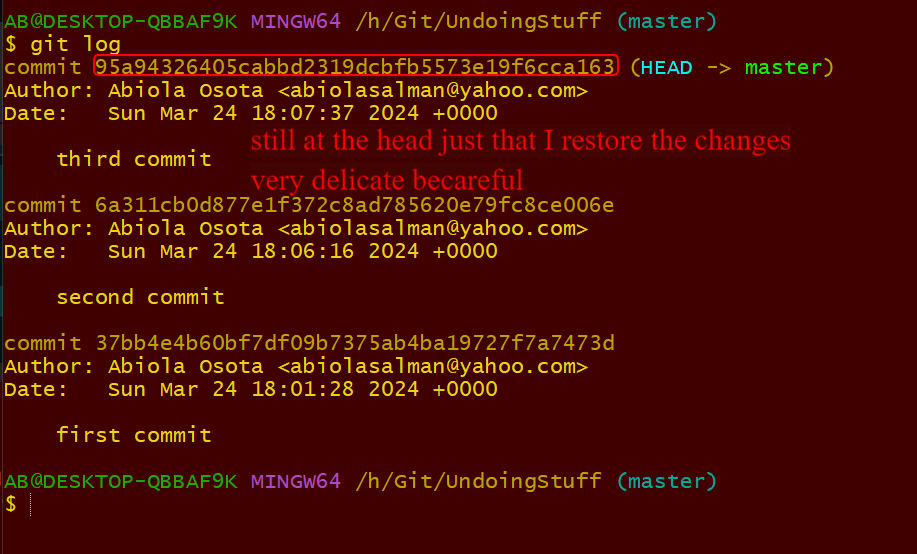 AB@DESKTOP-QBBAF9K MINGW64 /h/Git/UndoingStuff (master)
$ git log
commit 95a94326405cabbd2319dcbfb5573e19f6cca163 (HEAD -> master)
Author: Abiola Osota <abiolasalman@yahoo.com>
Date:   Sun Mar 24 18:07:37 2024 +0000
still at the head just that I restore the changes
third commit
very delicate becareful
commit 6a311cb0d877e1f372c8ad785620e79fc8ce006e
Author: Abiola Osota <abiolasalman@yahoo.com>
Date:   Sun Mar 24 18:06:16 2024 +0000
second commit
commit 37bb4e4b60bf7df09b7375ab4ba19727f7a7473d
Author: Abiola Osota <abiolasalman@yahoo.com>
Date:   Sun Mar 24 18:01:28 2024 +0000
first commit
AB@DESKTOP-QBBAF9K MINGW64 /h/Git/UndoingStuff (master)
$